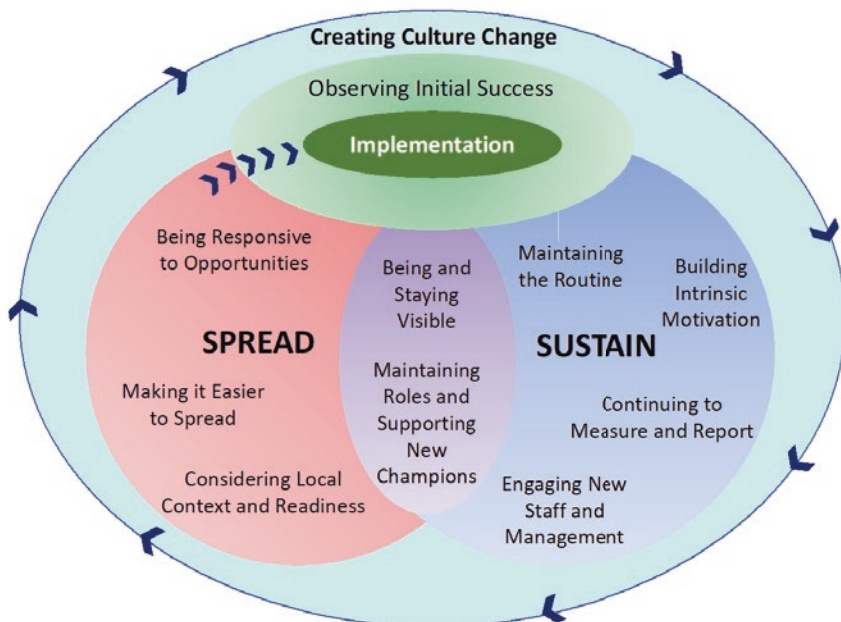 Creating Culture Change
Observing Initial Success
Implementation
Being Responsive
to Opportunities
SPREAD
Making it Easier
to Spread
Considering Local
Context and Readiness
Being and
Staying
Visible
Maintaining
Roles and
Supporting
New
Champions
Maintaining
the Routine
Building
Intrinsic
Motivation
SUSTAIN
Continuing to
Measure and Report
Engaging New
Staff and
Management